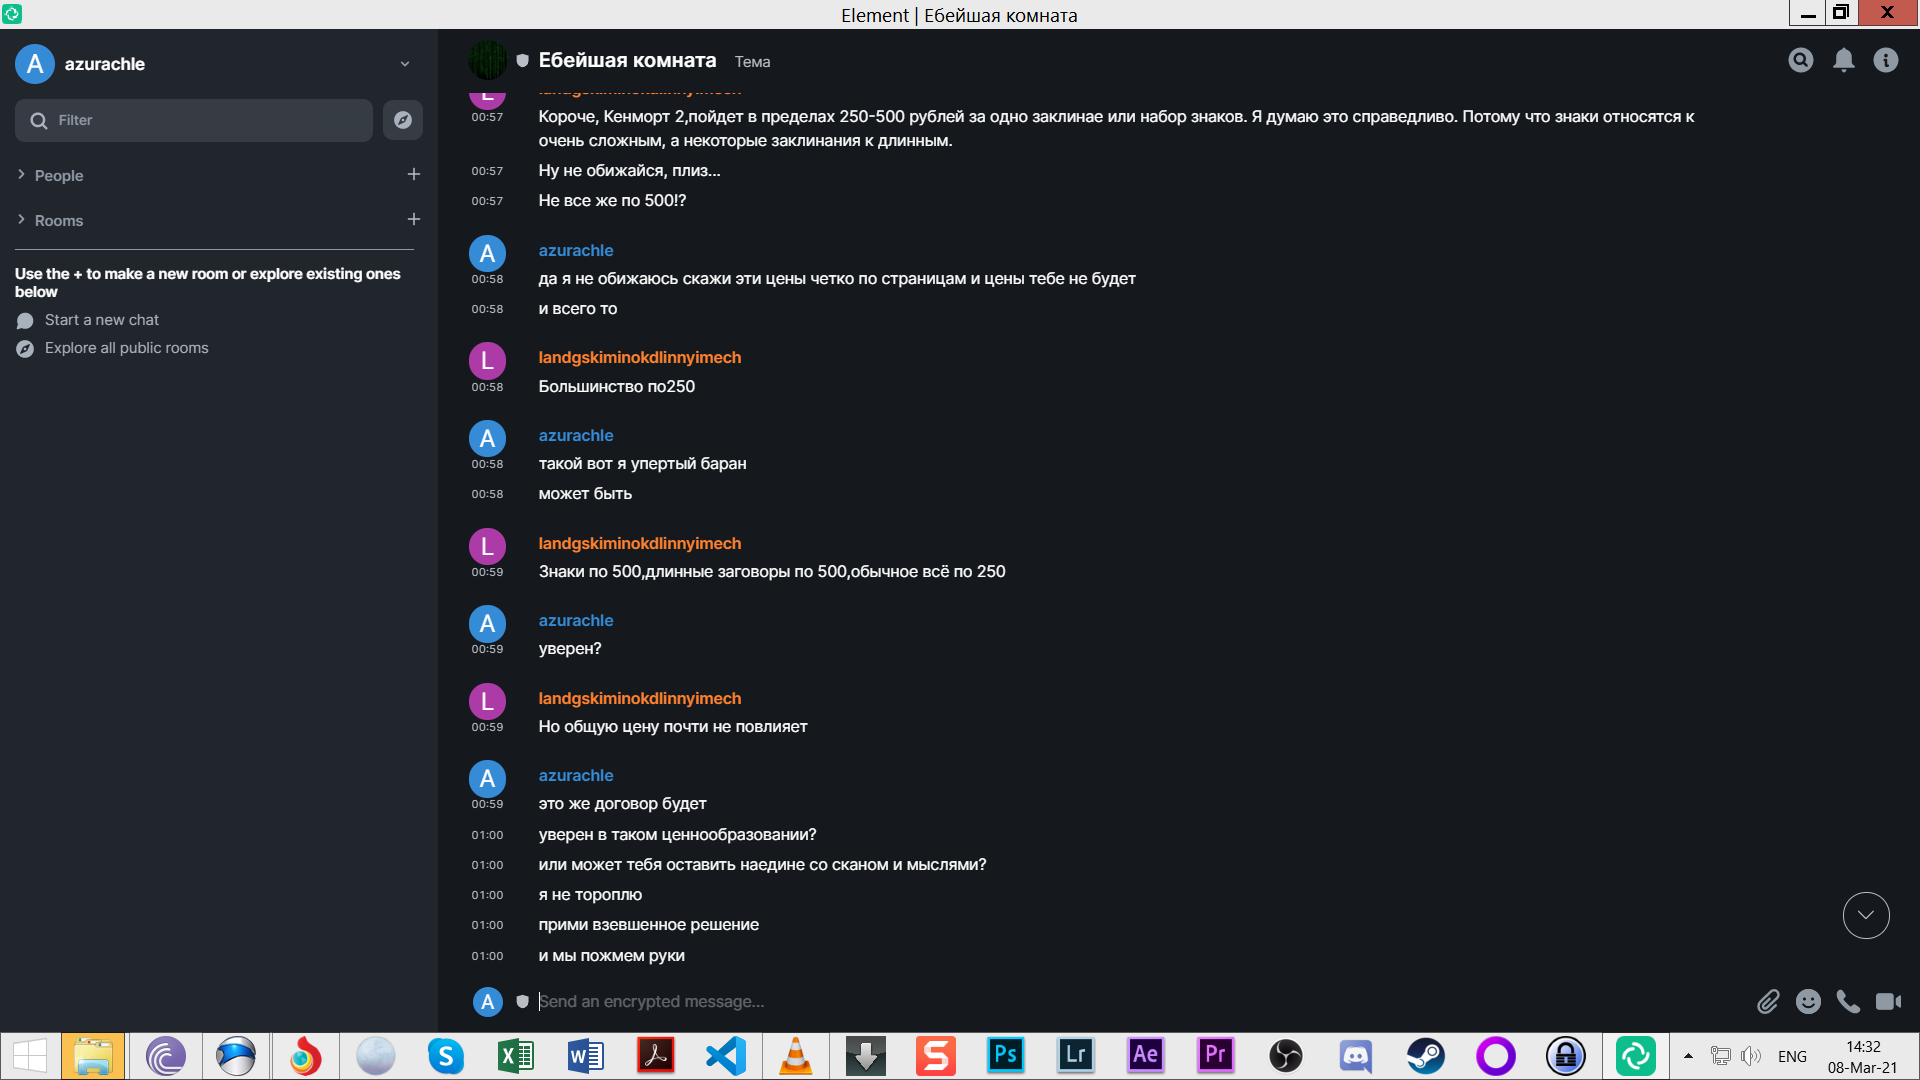 Element | Ебейшая комната
A azurachle
Filter
People
Rooms
Use the + to make a new room or explore existing ones
below
Start a new chat
Explore all public rooms
Ебейшая комната Тема
L landgskiminokdlinnyimech
00:57 Короче, Кенморт 2,пойдет в пределах 250-500 рублей за одно заклинае или набор знаков. Я думаю это справедливо. Потому что знаки относятся к
очень сложным, а некоторые заклинания к длинным.
00:57 Ну не обижайся, плиз...
00:57 Не все же по 500!?
A azurachle
00:58 да я не обижаюсь скажи эти цены четко по страницам и цены тебе не будет
00:58 и всего то
L landgskiminokdlinnyimech
00:58 Большинство по250
A azurachle
00:58 такой вот я упертый баран
00:58 может быть
L landgskiminokdlinnyimech
00:59 Знаки по 500,длинные заговоры по 500,обычное всё по 250
A azurachle
00:59 уверен?
L landgskiminokdlinnyimech
00:59 Но общую цену почти не повлияет
A azurachle
00:59 это же договор будет
01:00 уверен в таком ценнообразовании?
01:00 или может тебя оставить наедине со сканом и мыслями?
01:00 я не тороплю
01:00 прими взевшенное решение
01:00 и мы пожмем руки
A Send an encrypted message...
S X W S Ps Lr Ae Pr ENG 14:32
08-Mar-21